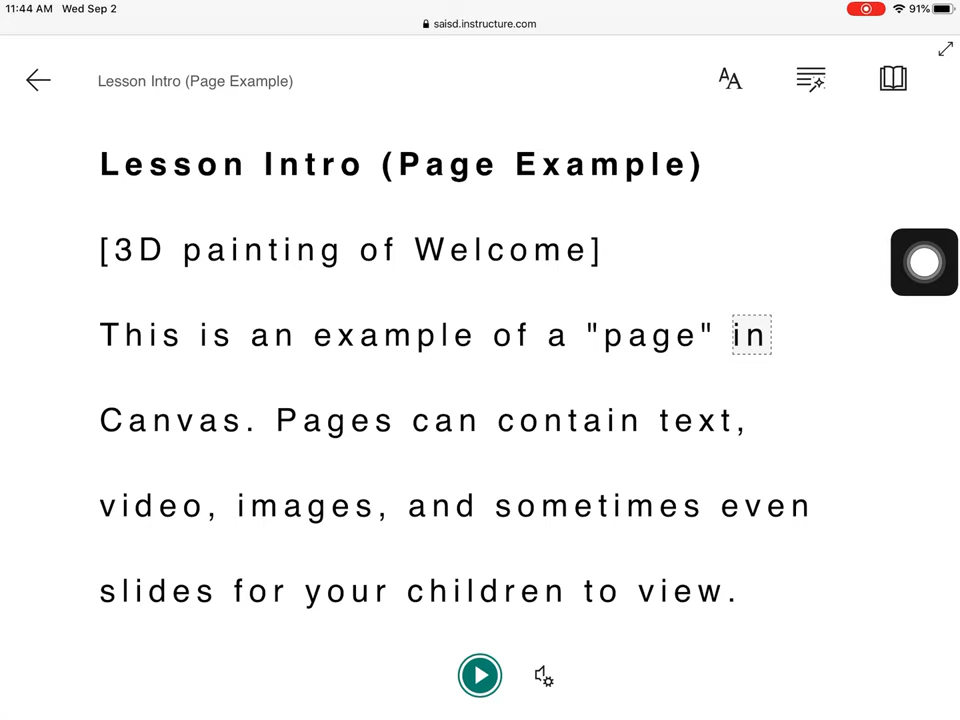 11:44 AM Wed Sep 2
91%
saisd.instructure.com
Lesson Intro (Page Example)
AA
Lesson Intro (Page Example)
[3D painting of Welcome]
This is an example of a "page" in
Canvas. Pages can contain text,
video, images, and sometimes even
slides for your children to view.